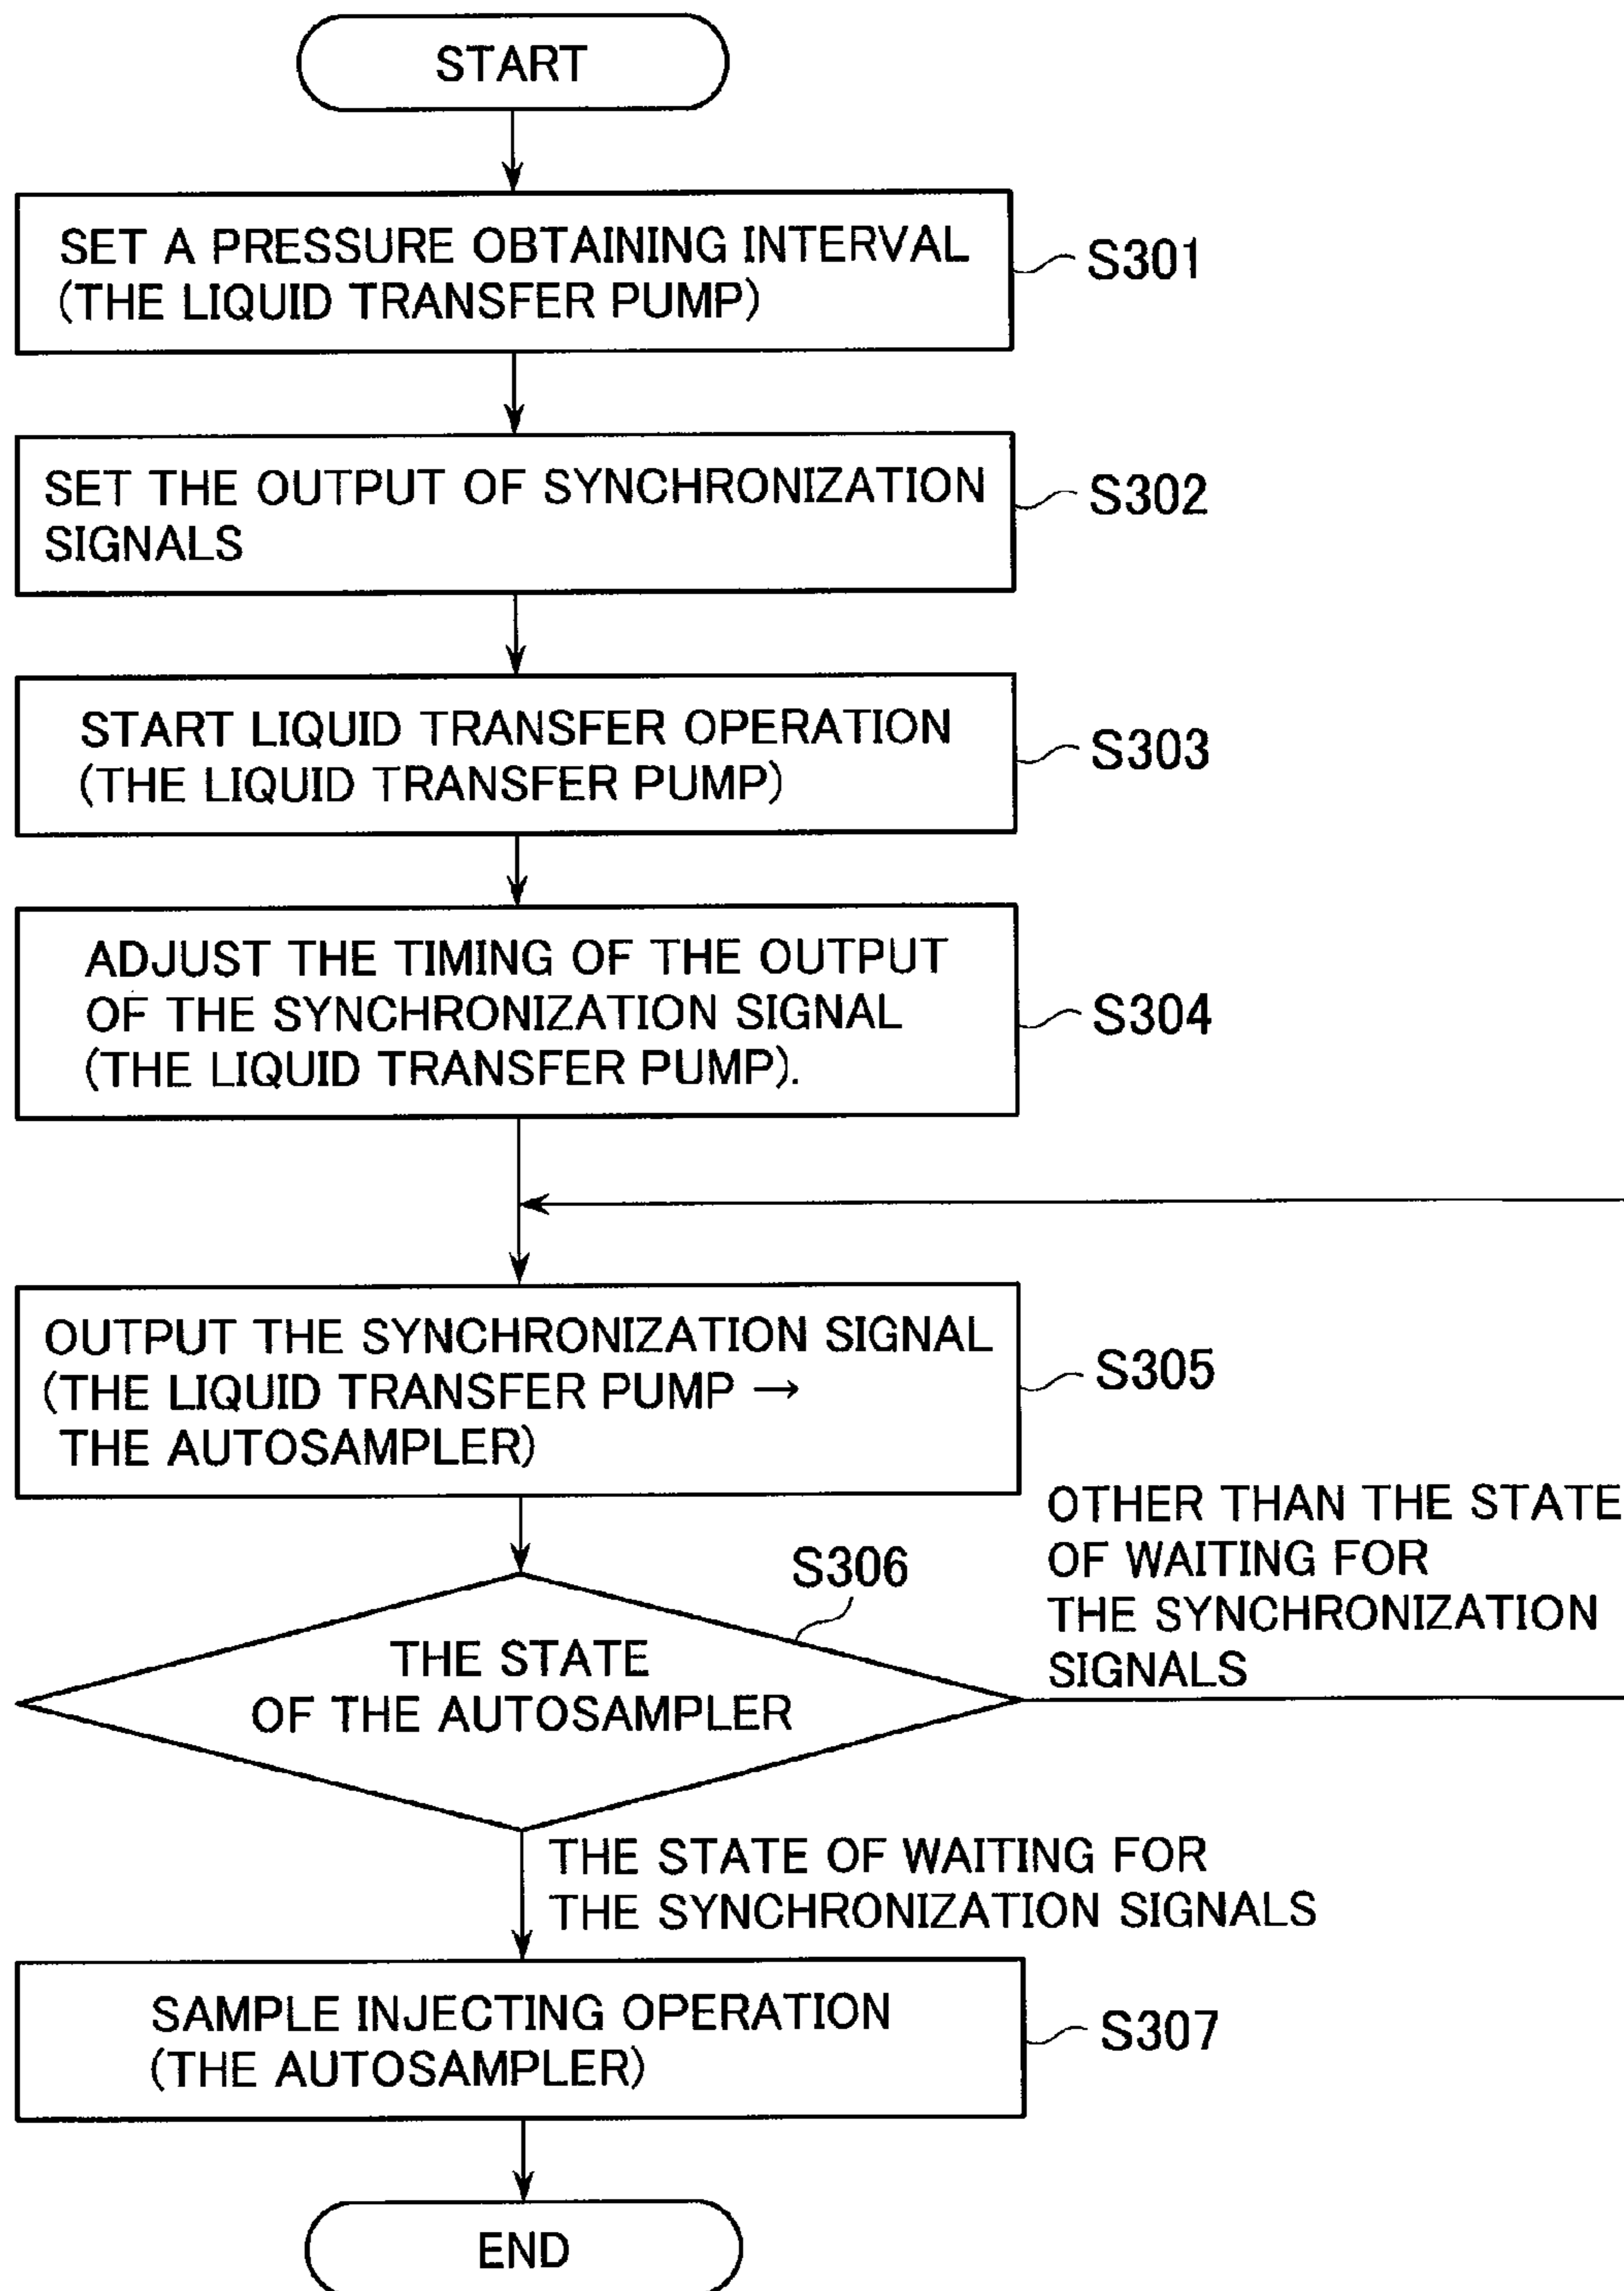 START
SET A PRESSURE OBTAINING INTERVAL
(THE LIQUID TRANSFER PUMP)
S301
SET THE OUTPUT OF SYNCHRONIZATION
SIGNALS
S302
START LIQUID TRANSFER OPERATION
(THE LIQUID TRANSFER PUMP)
S303
ADJUST THE TIMING OF THE OUTPUT
OF THE SYNCHRONIZATION SIGNAL
(THE LIQUID TRANSFER PUMP).
S304
OUTPUT THE SYNCHRONIZATION SIGNAL
(THE LIQUID TRANSFER PUMP →
THE AUTOSAMPLER)
S305
OTHER THAN THE STATE
OF WAITING FOR
THE SYNCHRONIZATION
SIGNALS
S306
THE STATE
OF THE AUTOSAMPLER
THE STATE OF WAITING FOR
THE SYNCHRONIZATION SIGNALS
SAMPLE INJECTING OPERATION
(THE AUTOSAMPLER)
S307
END